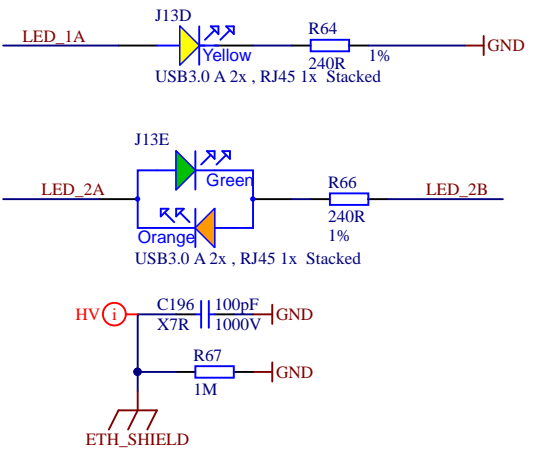 J13D
LED_1A
R64
GND
Yellow
240R
1%
USB3.0 A 2x , RJ45 1x Stacked
J13E
Green
LED_2A
R66
LED_2B
240R
Orange
1%
USB3.0 A 2x , RJ45 1x Stacked
HV i
C196
100pF
GND
X7R
1000V
R67
GND
1M
ETH_SHIELD